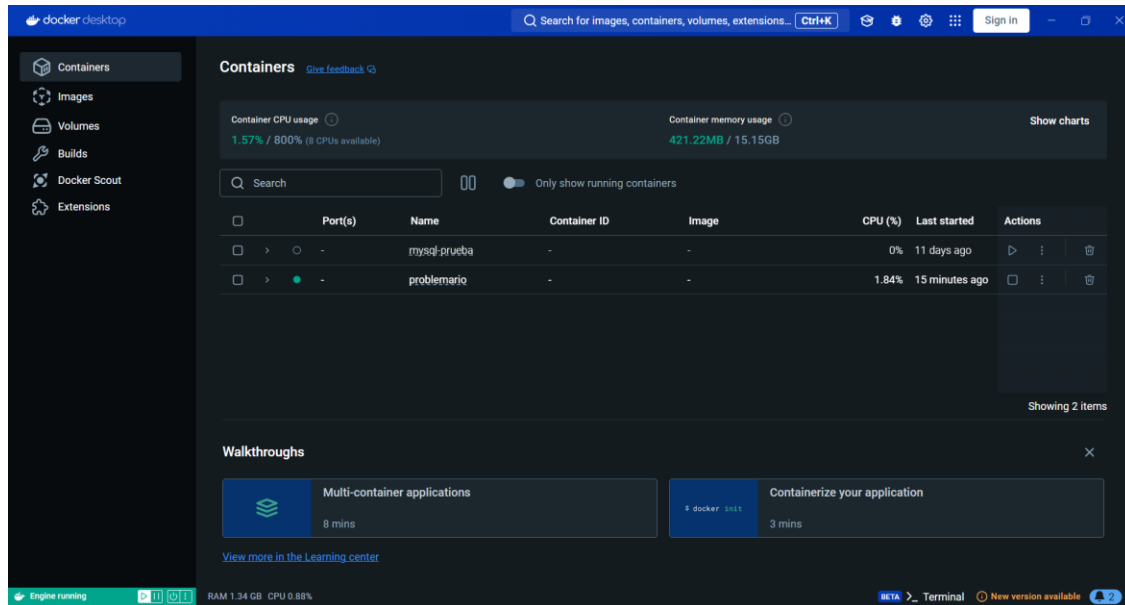 docker desktop
Search for images, containers, volumes, extensions... Ctrl+K
Sign in
Containers
Images
Volumes
Builds
Docker Scout
Extensions
Containers Give feedback
Container CPU usage
1.57% / 800% (8 CPUs available)
Container memory usage
421.22MB / 15.15GB
Show charts
Search
Only show running containers
Port(s) Name Container ID Image CPU (%) Last started Actions
- mysql-prueba - - 0% 11 days ago
- problemario - - 1.84% 15 minutes ago
Showing 2 items
Walkthroughs
Multi-container applications
8 mins
$ docker init
Containerize your application
3 mins
View more in the Learning center
Engine running
RAM 1.34 GB CPU 0.88%
BETA >_ Terminal
New version available
2